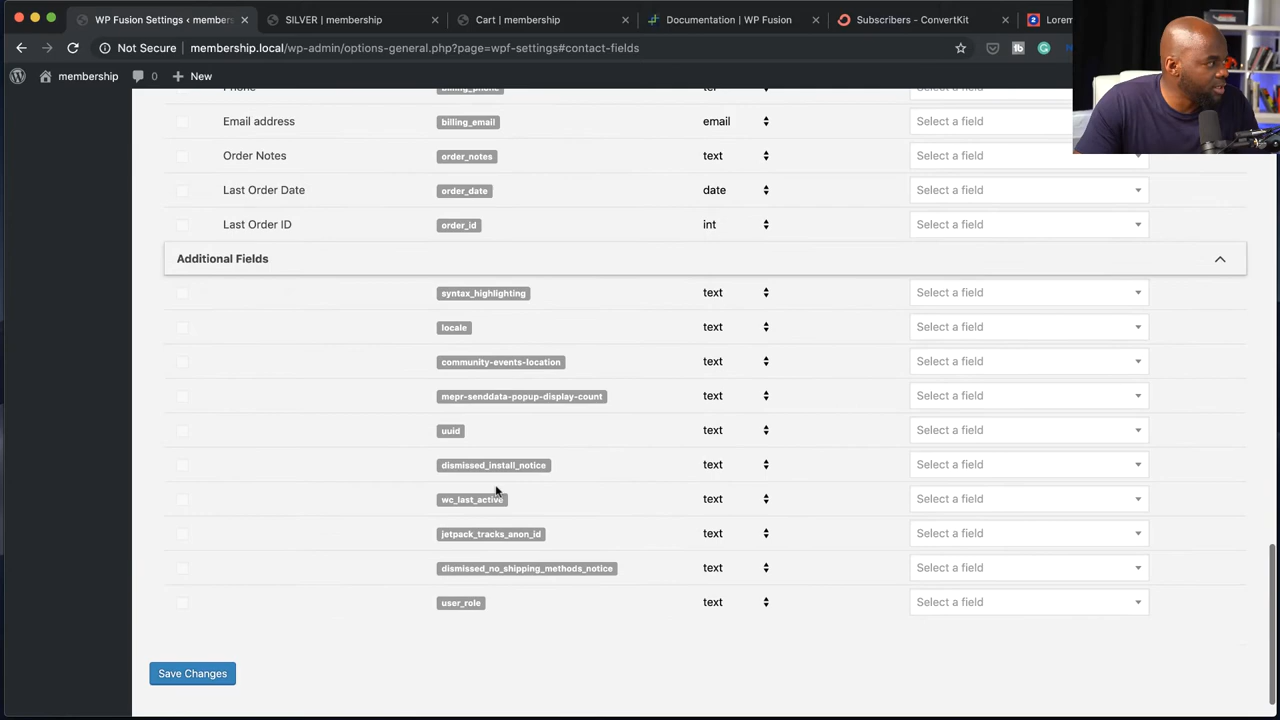 WP Fusion Settings ‹ members
SILVER | membership
Cart | membership
Documentation | WP Fusion
Subscribers - ConvertKit
Lorem
Not Secure
membership.local/wp-admin/options-general.php?page=wpf-settings#contact-fields
membership
0
New
Phone billing_phone tel Select a field
Email address billing_email email Select a field
Order Notes order_notes text Select a field
Last Order Date order_date date Select a field
Last Order ID order_id int Select a field
Additional Fields
syntax_highlighting text Select a field
locale text Select a field
community-events-location text Select a field
mepr-senddata-popup-display-count text Select a field
uuid text Select a field
dismissed_install_notice text Select a field
wc_last_active text Select a field
jetpack_tracks_anon_id text Select a field
dismissed_no_shipping_methods_notice text Select a field
user_role text Select a field
Save Changes